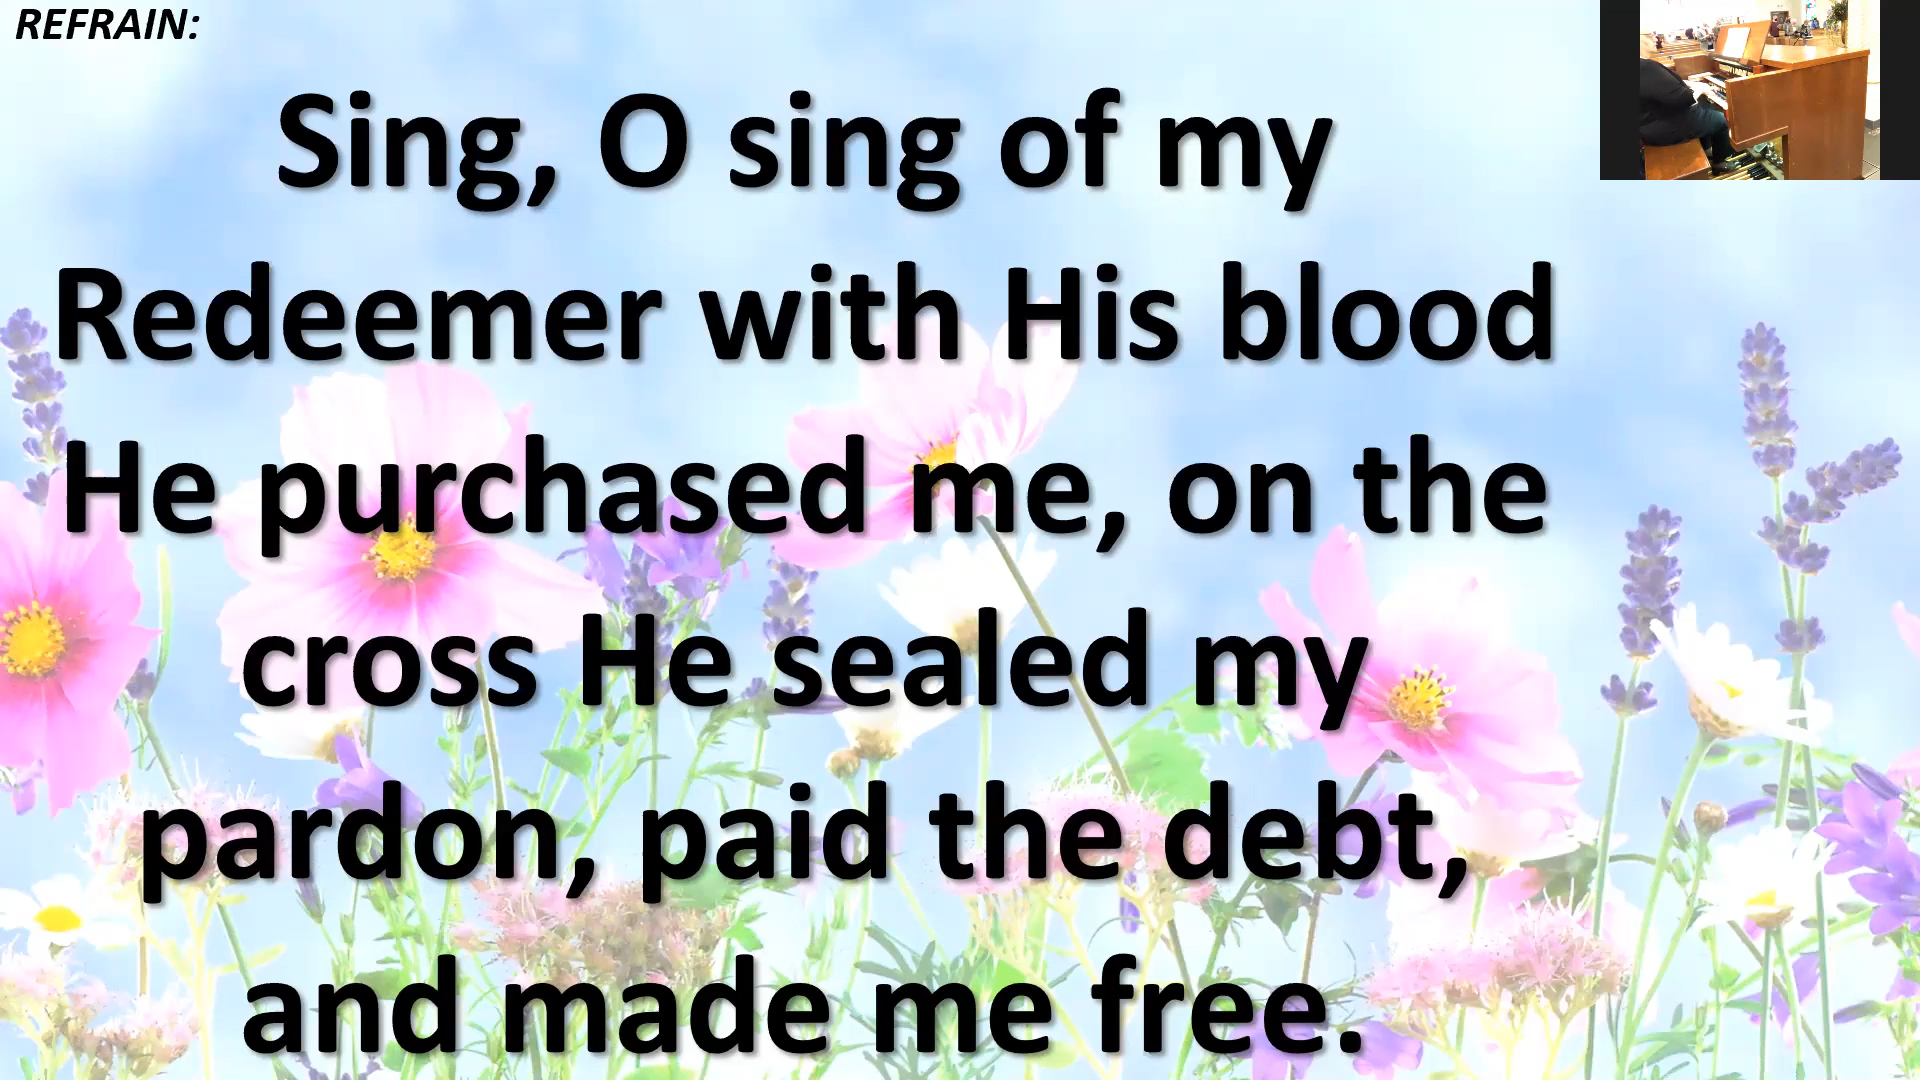 REFRAIN:
Sing, O sing of my
Redeemer with His blood
He purchased me, on the
cross He sealed my
pardon, paid the debt,
and made me free.